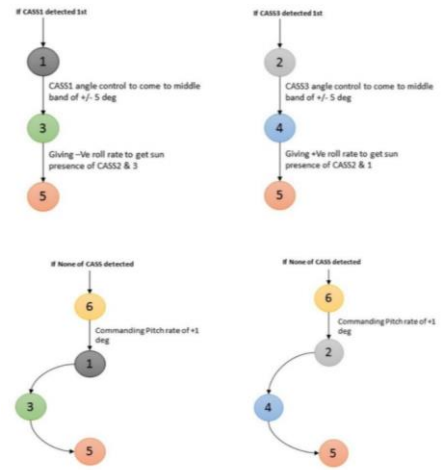 If CASS1 detected 1st
1
CASS1 angle control to come to middle
band of +/- 5 deg
3
Giving –Ve roll rate to get sun
presence of CASS2 & 3
5
If CASS3 detected 1st
2
CASS3 angle control to come to middle
band of +/- 5 deg
4
Giving +Ve roll rate to get sun
presence of CASS2 & 1
5
If None of CASS detected
6
Commanding Pitch rate of +1
deg
1
3
5
If None of CASS detected
6
Commanding Pitch rate of +1
deg
2
4
5